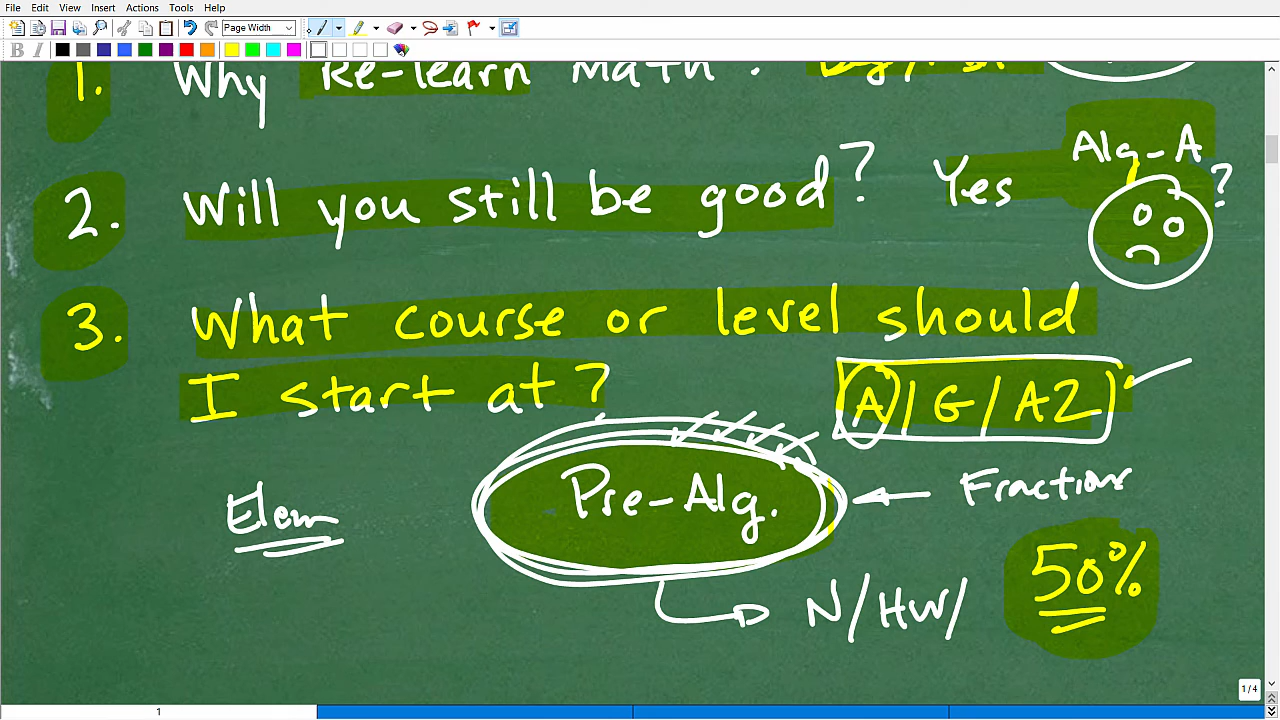 File Edit View Insert Actions Tools Help
Page Width
B I
1. Why Re-learn math
2. Will you still be good? Yes
Alg-A
?
3. What course or level should
I start at?
A/G/A2
Elem
Pre-Alg.
Fractions
50%
N/HW/
1/4
1